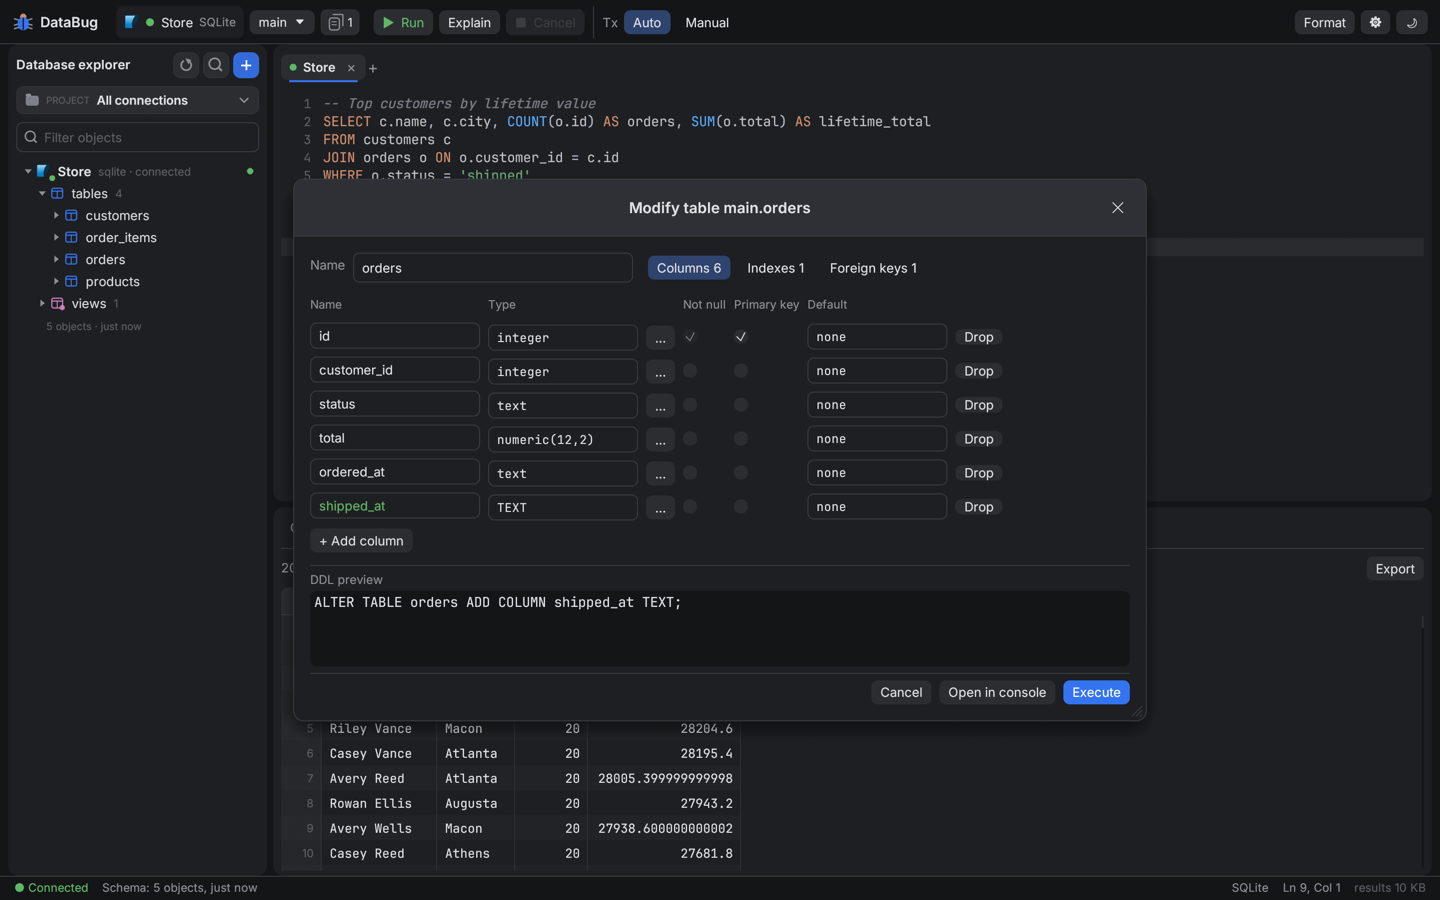 DataBug
Store SQLite
main
1
Run
Explain
Cancel
Tx
Auto
Manual
Format
Database explorer
PROJECT All connections
Filter objects
Store sqlite · connected
tables 4
customers
order_items
orders
products
views 1
5 objects · just now
Store
1 -- Top customers by lifetime value
2 SELECT c.name, c.city, COUNT(o.id) AS orders, SUM(o.total) AS lifetime_total
3 FROM customers c
4 JOIN orders o ON o.customer_id = c.id
5 WHERE o.status = 'shipped'
Modify table main.orders
Name orders
Columns 6
Indexes 1
Foreign keys 1
Name Type Not null Primary key Default
id integer ... none Drop
customer_id integer ... none Drop
status text ... none Drop
total numeric(12,2) ... none Drop
ordered_at text ... none Drop
shipped_at TEXT ... none Drop
+ Add column
DDL preview
ALTER TABLE orders ADD COLUMN shipped_at TEXT;
Cancel
Open in console
Execute
Export
5 Riley Vance Macon 20 28204.6
6 Casey Vance Atlanta 20 28195.4
7 Avery Reed Atlanta 20 28005.399999999998
8 Rowan Ellis Augusta 20 27943.2
9 Avery Wells Macon 20 27938.600000000002
10 Casey Reed Athens 20 27681.8
Connected
Schema: 5 objects, just now
SQLite
Ln 9, Col 1
results 10 KB